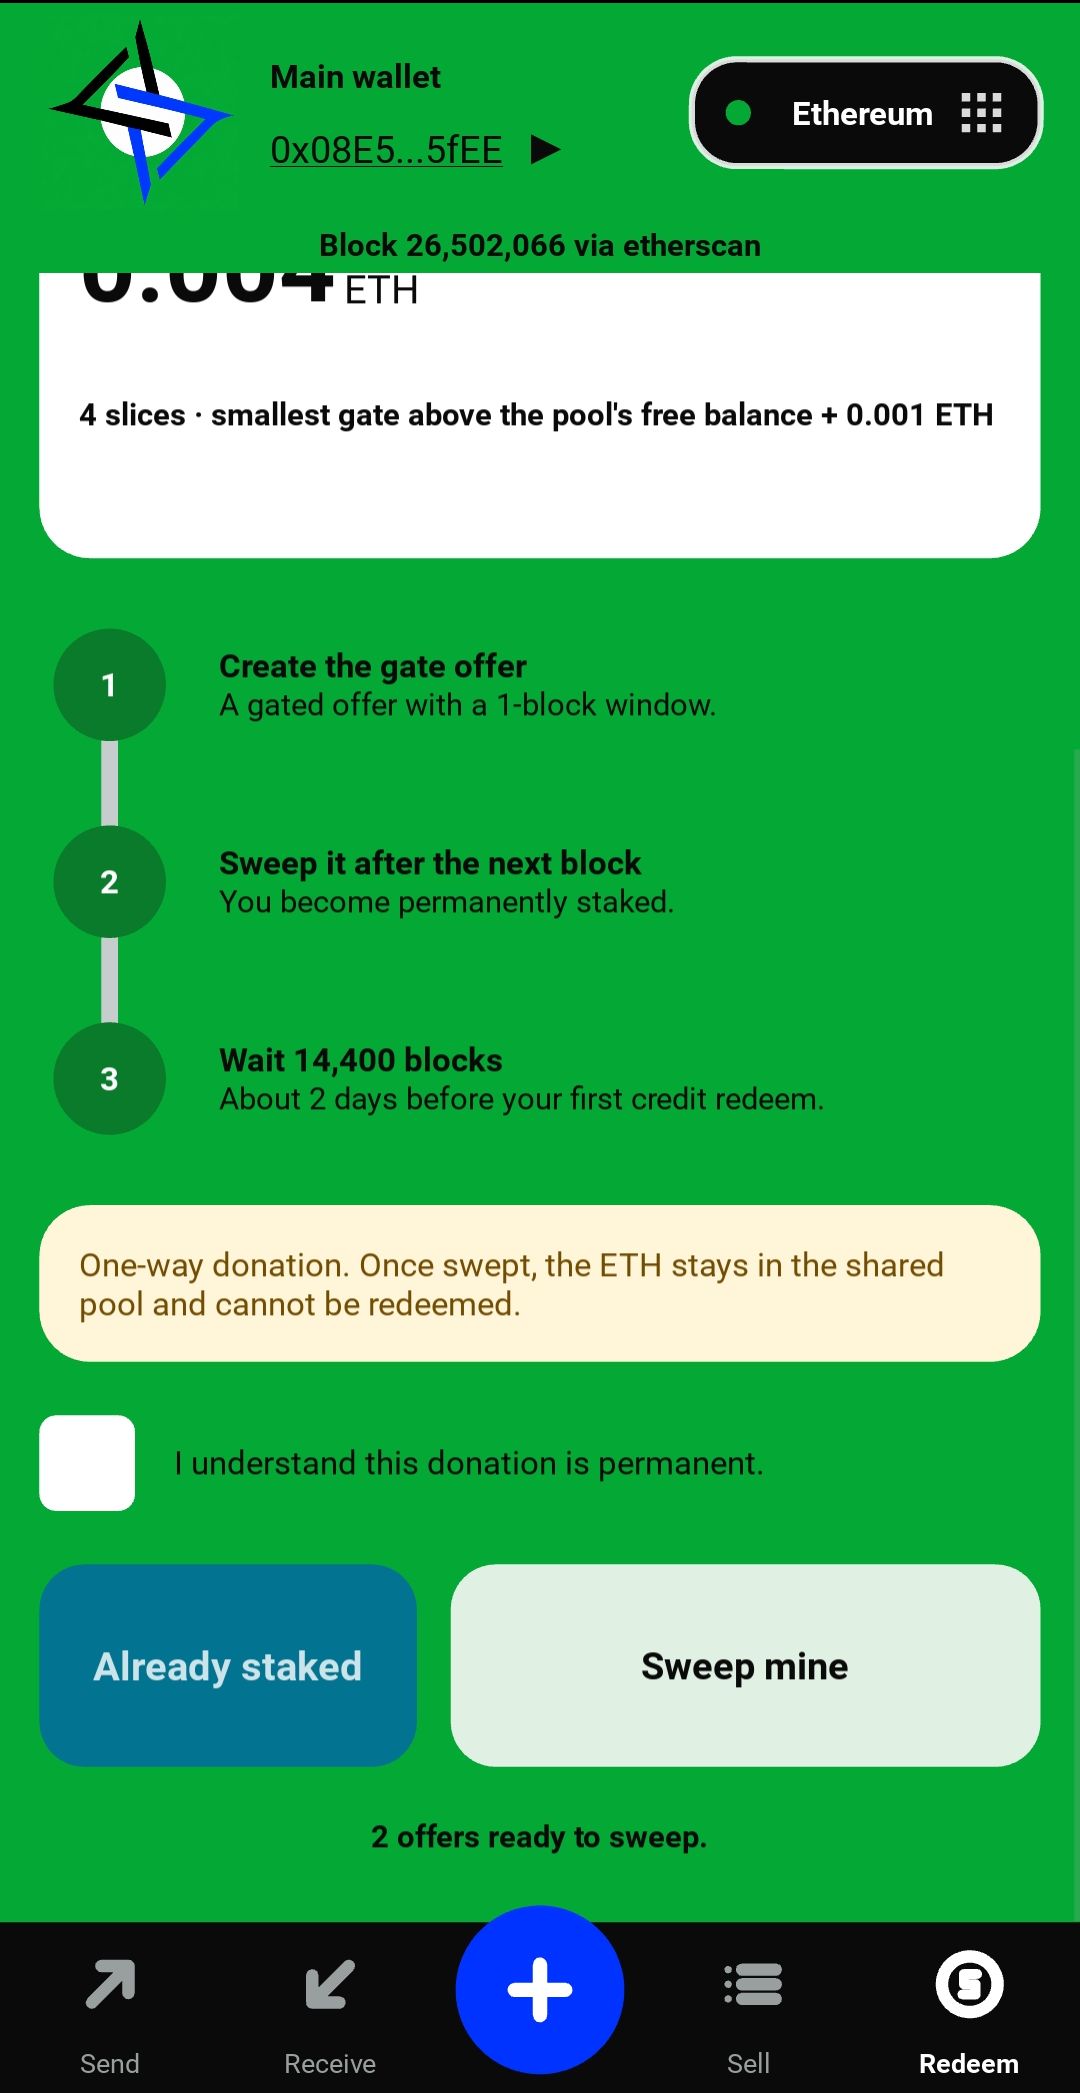 Main wallet
0x08E5...5fEE
Ethereum
Block 26,502,066 via etherscan
0.004 ETH
4 slices · smallest gate above the pool's free balance + 0.001 ETH
1
Create the gate offer
A gated offer with a 1-block window.
2
Sweep it after the next block
You become permanently staked.
3
Wait 14,400 blocks
About 2 days before your first credit redeem.
One-way donation. Once swept, the ETH stays in the shared
pool and cannot be redeemed.
I understand this donation is permanent.
Already staked
Sweep mine
2 offers ready to sweep.
Send
Receive
Sell
Redeem